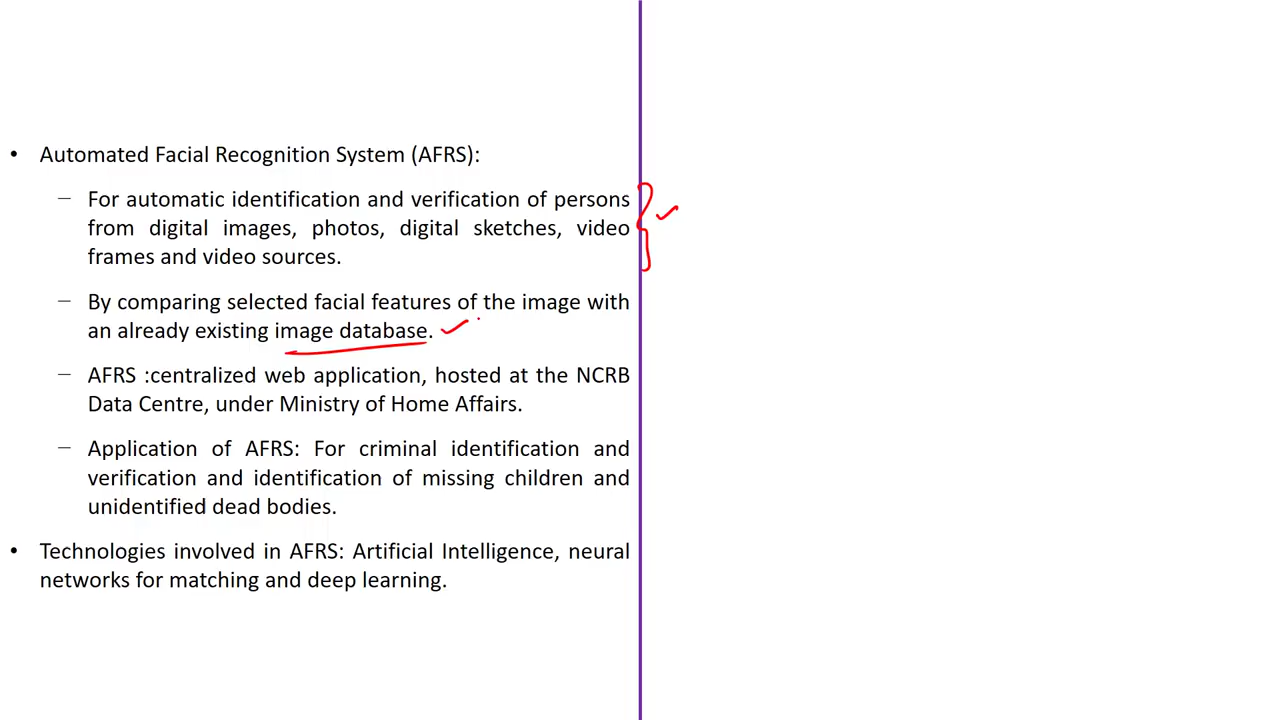 • Automated Facial Recognition System (AFRS):
– For automatic identification and verification of persons
from digital images, photos, digital sketches, video
frames and video sources.
– By comparing selected facial features of the image with
an already existing image database.
– AFRS :centralized web application, hosted at the NCRB
Data Centre, under Ministry of Home Affairs.
– Application of AFRS: For criminal identification and
verification and identification of missing children and
unidentified dead bodies.
• Technologies involved in AFRS: Artificial Intelligence, neural
networks for matching and deep learning.